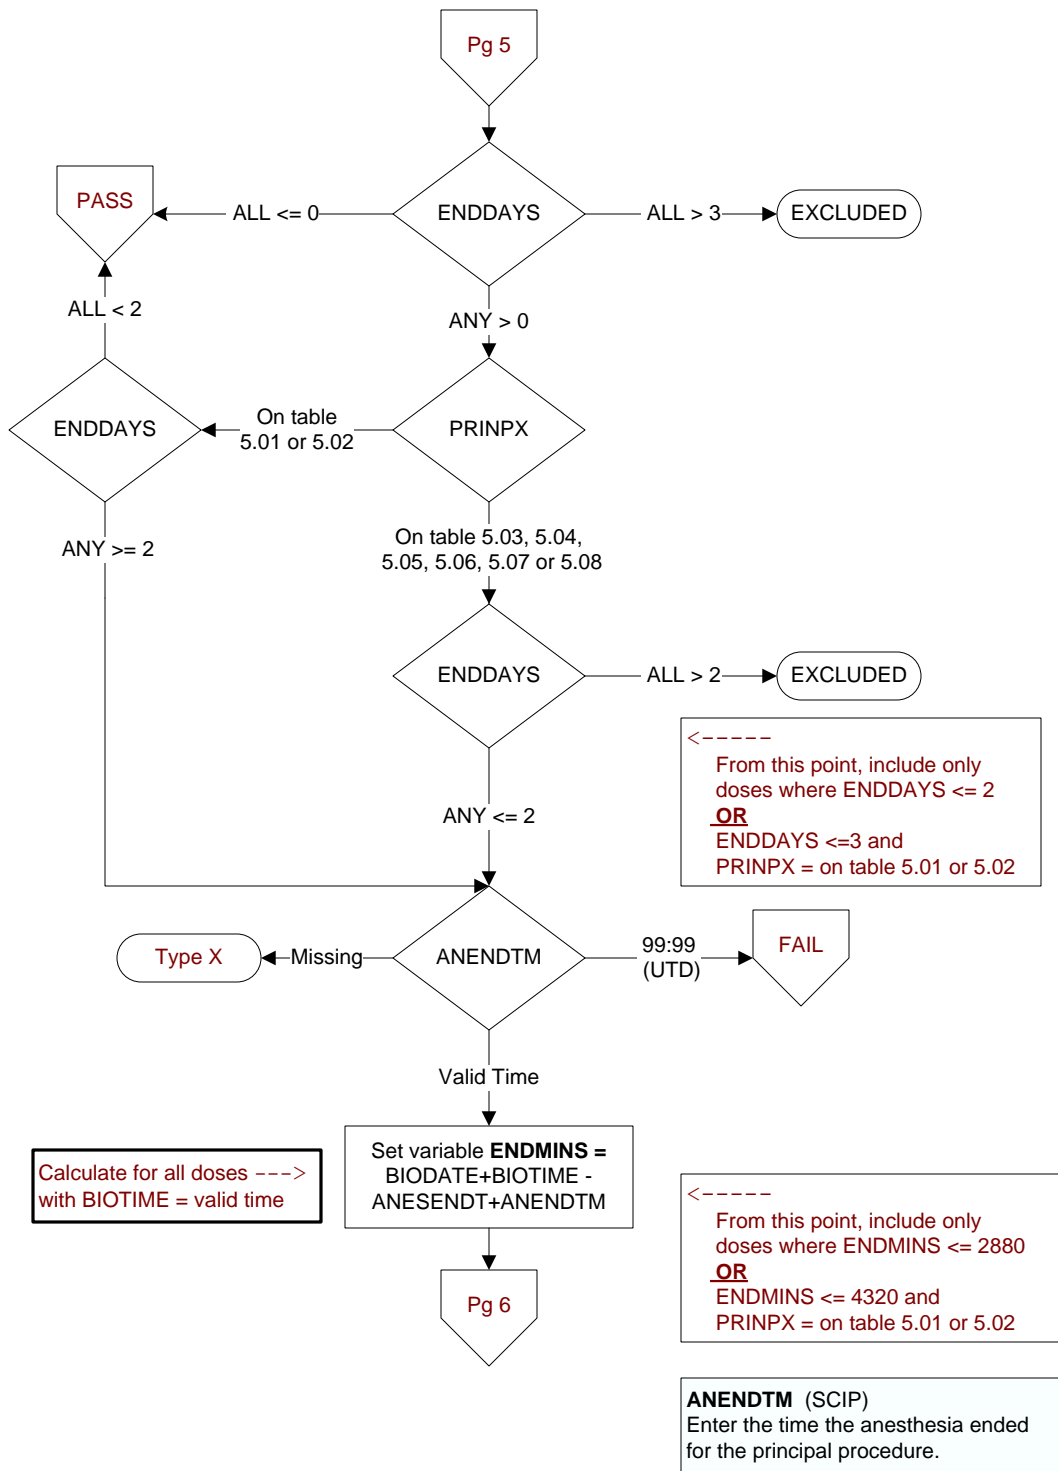 Pg 5
PASS
ALL <= 0
ENDDAYS
ALL > 3
EXCLUDED
ALL < 2
ANY > 0
ENDDAYS
On table
5.01 or 5.02
PRINPX
ANY >= 2
On table 5.03, 5.04,
5.05, 5.06, 5.07 or 5.08
ENDDAYS
ALL > 2
EXCLUDED
<-----
From this point, include only
doses where ENDDAYS <= 2
OR
ENDDAYS <=3 and
PRINPX = on table 5.01 or 5.02
ANY <= 2
Type X
Missing
ANENDTM
99:99
(UTD)
FAIL
Valid Time
Calculate for all doses --->
with BIOTIME = valid time
Set variable ENDMINS =
BIODATE+BIOTIME -
ANESENDT+ANENDTM
<-----
From this point, include only
doses where ENDMINS <= 2880
OR
ENDMINS <= 4320 and
PRINPX = on table 5.01 or 5.02
Pg 6
ANENDTM (SCIP)
Enter the time the anesthesia ended
for the principal procedure.